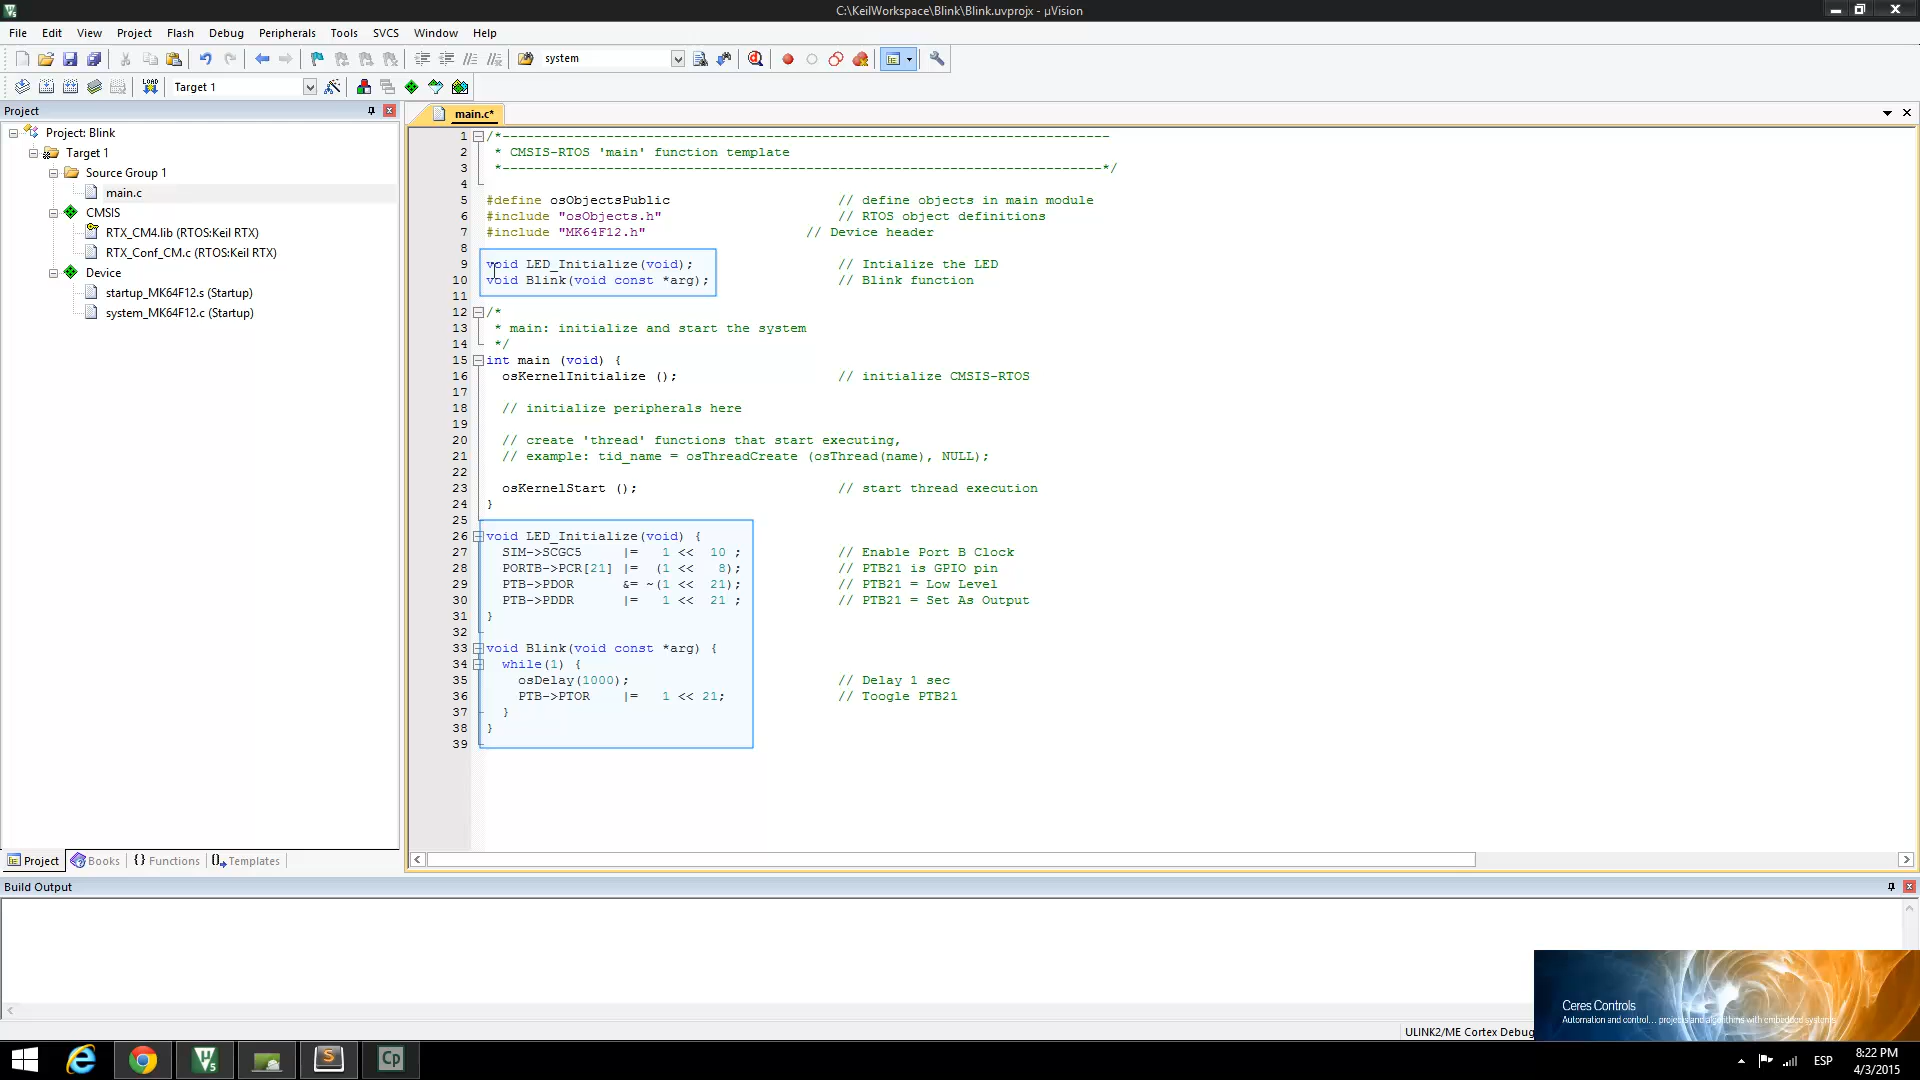 C:\KeilWorkspace\Blink\Blink.uvprojx - µVision
File Edit View Project Flash Debug Peripherals Tools SVCS Window Help
system
LOAD Target 1
Project
main.c*
Project: Blink
Target 1
Source Group 1
main.c
CMSIS
RTX_CM4.lib (RTOS:Keil RTX)
RTX_Conf_CM.c (RTOS:Keil RTX)
Device
startup_MK64F12.s (Startup)
system_MK64F12.c (Startup)
1 /*----------------------------------------------------------------------------
2 * CMSIS-RTOS 'main' function template
3 *---------------------------------------------------------------------------*/
4
5 #define osObjectsPublic // define objects in main module
6 #include "osObjects.h" // RTOS object definitions
7 #include "MK64F12.h" // Device header
8
9 void LED_Initialize(void); // Intialize the LED
10 void Blink(void const *arg); // Blink function
11
12 /*
13 * main: initialize and start the system
14 */
15 int main (void) {
16 osKernelInitialize (); // initialize CMSIS-RTOS
17
18 // initialize peripherals here
19
20 // create 'thread' functions that start executing,
21 // example: tid_name = osThreadCreate (osThread(name), NULL);
22
23 osKernelStart (); // start thread execution
24 }
25
26 void LED_Initialize(void) {
27 SIM->SCGC5 |= 1 << 10 ; // Enable Port B Clock
28 PORTB->PCR[21] |= (1 << 8); // PTB21 is GPIO pin
29 PTB->PDOR &= ~(1 << 21); // PTB21 = Low Level
30 PTB->PDDR |= 1 << 21 ; // PTB21 = Set As Output
31 }
32
33 void Blink(void const *arg) {
34 while(1) {
35 osDelay(1000); // Delay 1 sec
36 PTB->PTOR |= 1 << 21; // Toogle PTB21
37 }
38 }
39
Project Books {} Functions Templates
Build Output
Ceres Controls
Automation and control... projects and algorithms with embedded systems
ULINK2/ME Cortex Debug
ESP
8:22 PM
4/3/2015